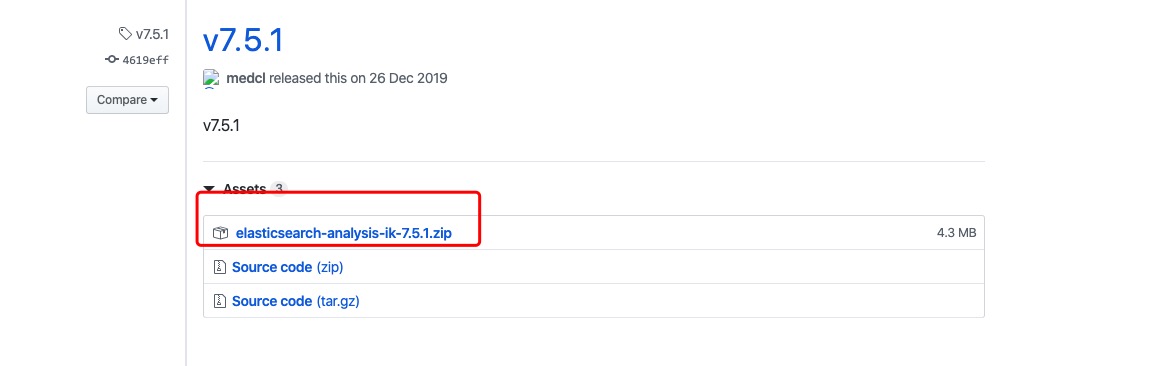 v7.5.1
4619eff
Compare
v7.5.1
medcl released this on 26 Dec 2019
v7.5.1
Assets 3
elasticsearch-analysis-ik-7.5.1.zip 4.3 MB
Source code (zip)
Source code (tar.gz)